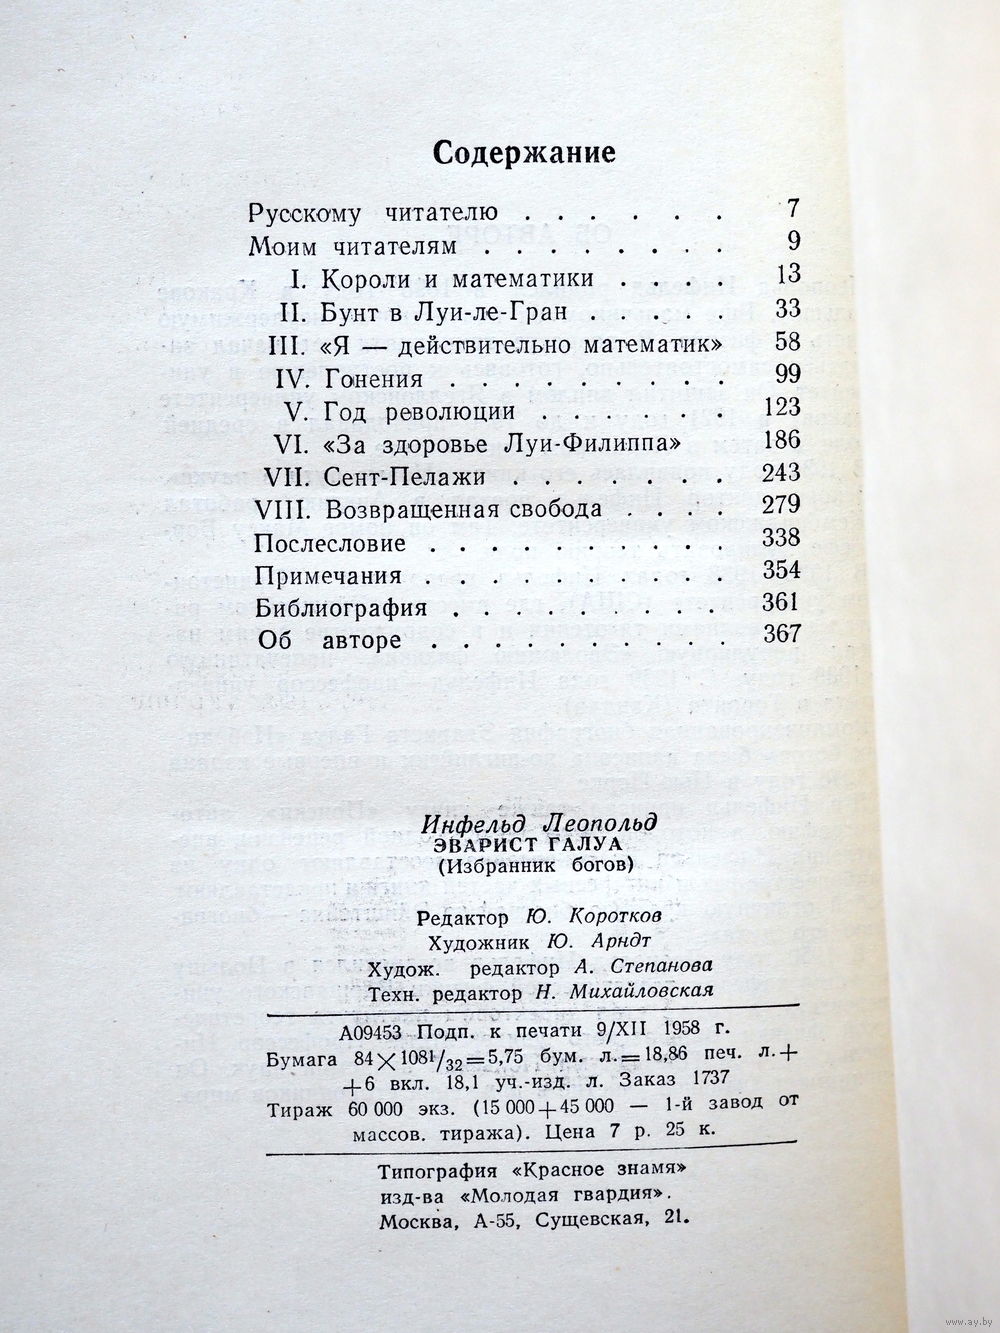 Содержание
Русскому читателю . . . . . . 7
Моим читателям . . . . . . . . 9
I. Короли и математики . . . . 13
II. Бунт в Луи-ле-Гран . . . . . 33
III. «Я — действительно математик» 58
IV. Гонения . . . . . . . . . 99
V. Год революции . . . . . . . 123
VI. «За здоровье Луи-Филиппа» 186
VII. Сент-Пелажи . . . . . . . 243
VIII. Возвращенная свобода . . . . 279
Послесловие . . . . . . . . . . 338
Примечания . . . . . . . . . . 354
Библиография . . . . . . . . . 361
Об авторе . . . . . . . . . . 367
Инфельд Леопольд
ЭВАРИСТ ГАЛУА
(Избранник богов)
Редактор Ю. Коротков
Художник Ю. Арндт
Худож. редактор А. Степанова
Техн. редактор Н. Михайловская
А09453 Подп. к печати 9/XII 1958 г.
Бумага 84×108¹/₃₂=5,75 бум. л.=18,86 печ. л.+
+6 вкл. 18,1 уч.-изд. л. Заказ 1737
Тираж 60 000 экз. (15 000+45 000 — 1-й завод от
массов. тиража). Цена 7 р. 25 к.
Типография «Красное знамя»
изд-ва «Молодая гвардия».
Москва, А-55, Сущевская, 21.
www.ay.by